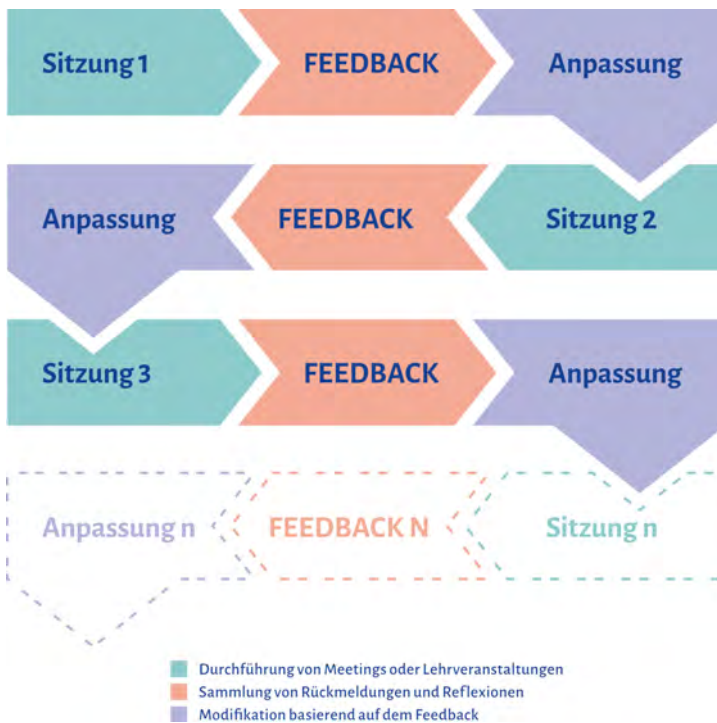 Sitzung 1
FEEDBACK
Anpassung
Anpassung
FEEDBACK
Sitzung 2
Sitzung 3
FEEDBACK
Anpassung
Anpassung n
FEEDBACK N
Sitzung n
Durchführung von Meetings oder Lehrveranstaltungen
Sammlung von Rückmeldungen und Reflexionen
Modifikation basierend auf dem Feedback